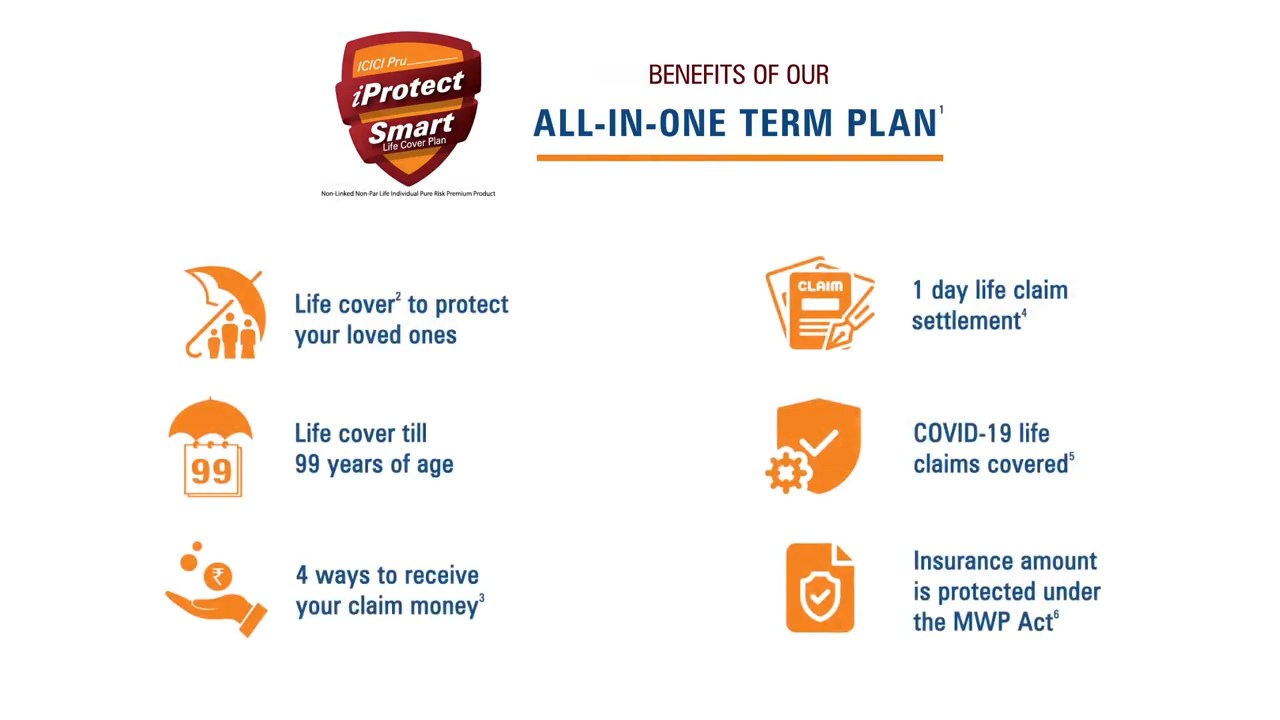 ICICI Pru
iProtect
Smart
Life Cover Plan
Non-Linked Non-Par Life Individual Pure Risk Premium Product
BENEFITS OF OUR
ALL-IN-ONE TERM PLAN¹
Life cover² to protect
your loved ones
99
Life cover till
99 years of age
₹
4 ways to receive
your claim money³
CLAIM
1 day life claim
settlement⁴
COVID-19 life
claims covered⁵
Insurance amount
is protected under
the MWP Act⁶